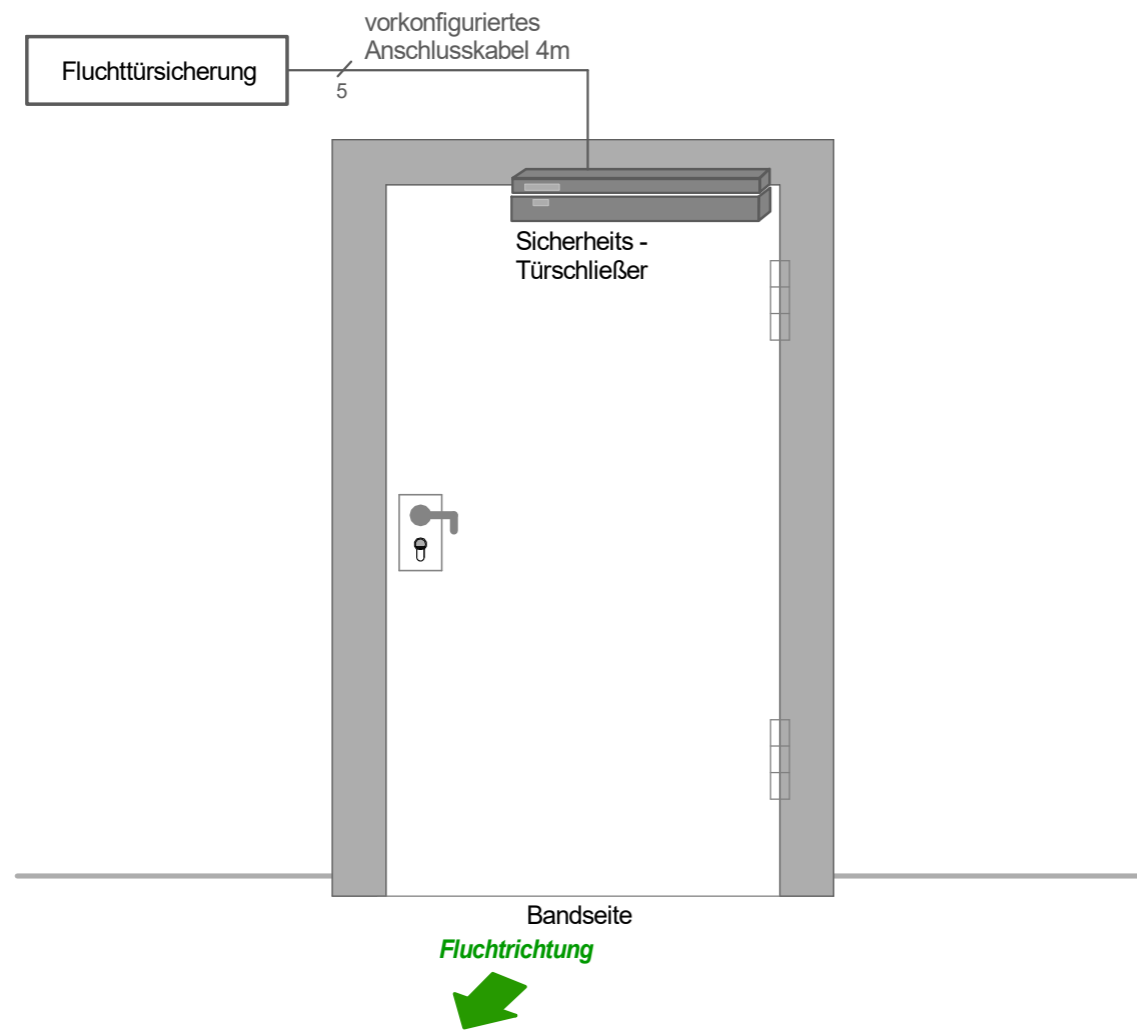 vorkonfiguriertes
Anschlusskabel 4m
Fluchttürsicherung
5
Sicherheits -
Türschließer
Bandseite
Fluchtrichtung